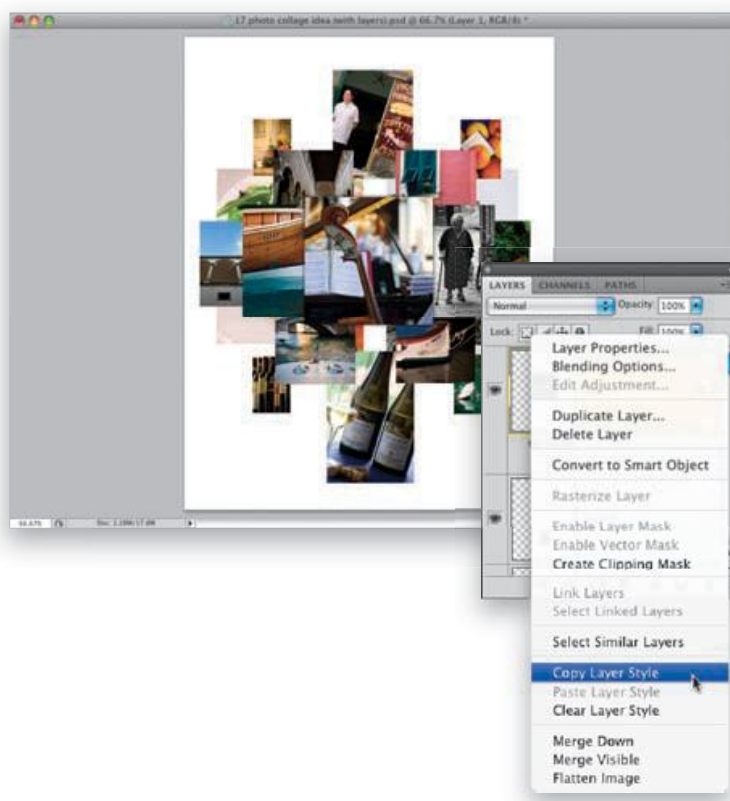 17 photo collage idea (with layers).psd @ 66.7% (Layer 1, RGB/8) *
LAYERS CHANNELS PATHS
Normal Opacity: 100%
Lock: Fill: 100%
Layer Properties...
Blending Options...
Edit Adjustment...
Duplicate Layer...
Delete Layer
Convert to Smart Object
Rasterize Layer
Enable Layer Mask
Enable Vector Mask
Create Clipping Mask
Link Layers
Select Linked Layers
Select Similar Layers
Copy Layer Style
Paste Layer Style
Clear Layer Style
Merge Down
Merge Visible
Flatten Image
66.67% Doc: